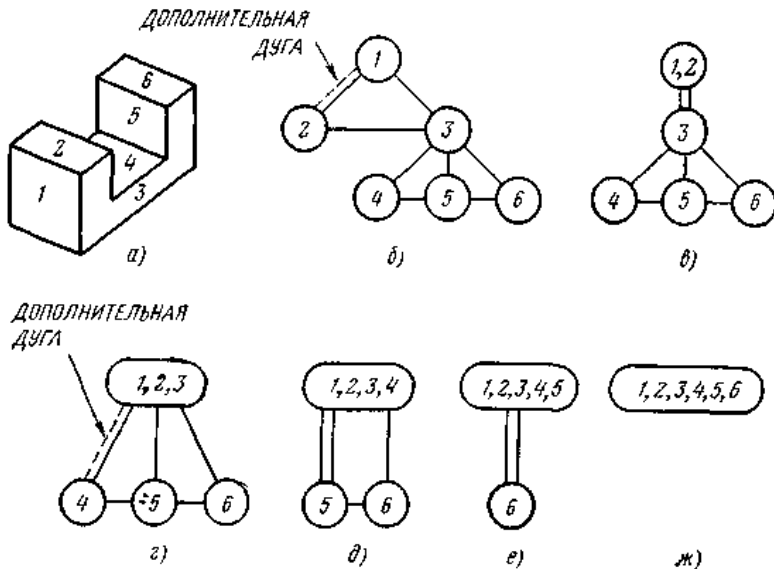 ДОПОЛНИТЕЛЬНАЯ
ДУГА
6
5
2
4
1
3
а)
1
2
3
4
5
6
б)
1,2
3
4
5
6
в)
ДОПОЛНИТЕЛЬНАЯ
ДУГА
1,2,3
4
5
6
г)
1,2,3,4
5
6
д)
1,2,3,4,5
6
е)
1,2,3,4,5,6
ж)